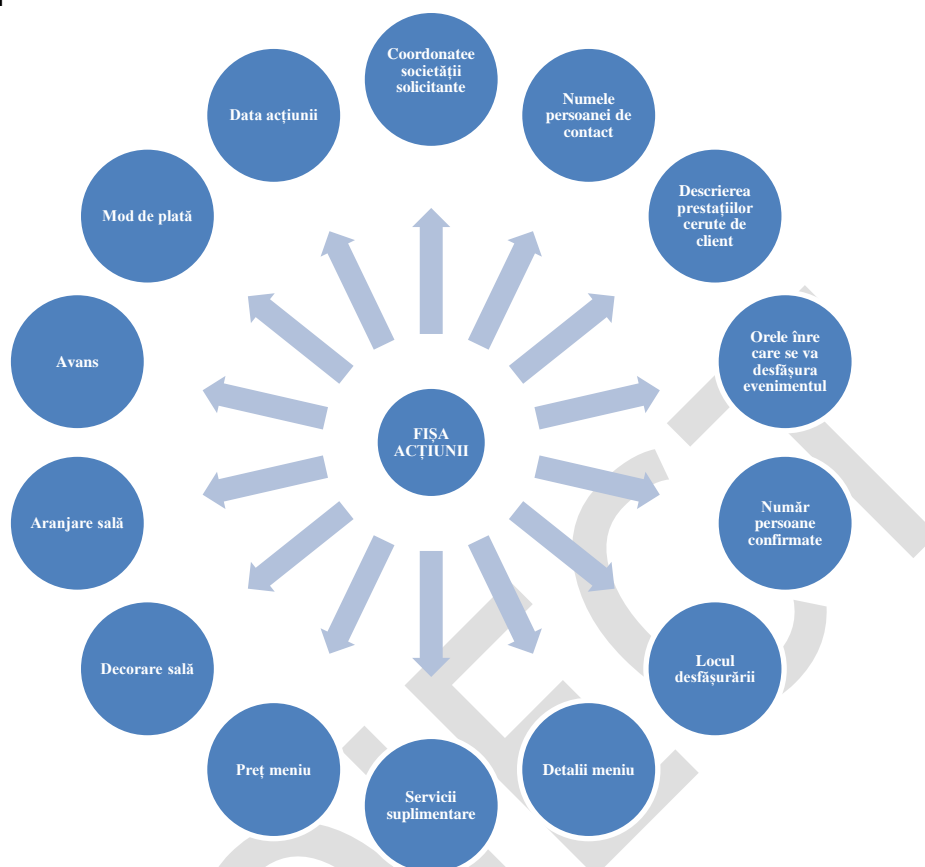 Coordonatee
societății
solicitante
Numele
persoanei de
contact
Descrierea
prestațiilor
cerute de
client
Orele înre
care se va
desfășura
evenimentul
Număr
persoane
confirmate
Locul
desfășurării
Detalii meniu
Servicii
suplimentare
Preț meniu
Decorare sală
Aranjare sală
Avans
Mod de plată
Data acțiunii
FIȘA
ACȚIUNII